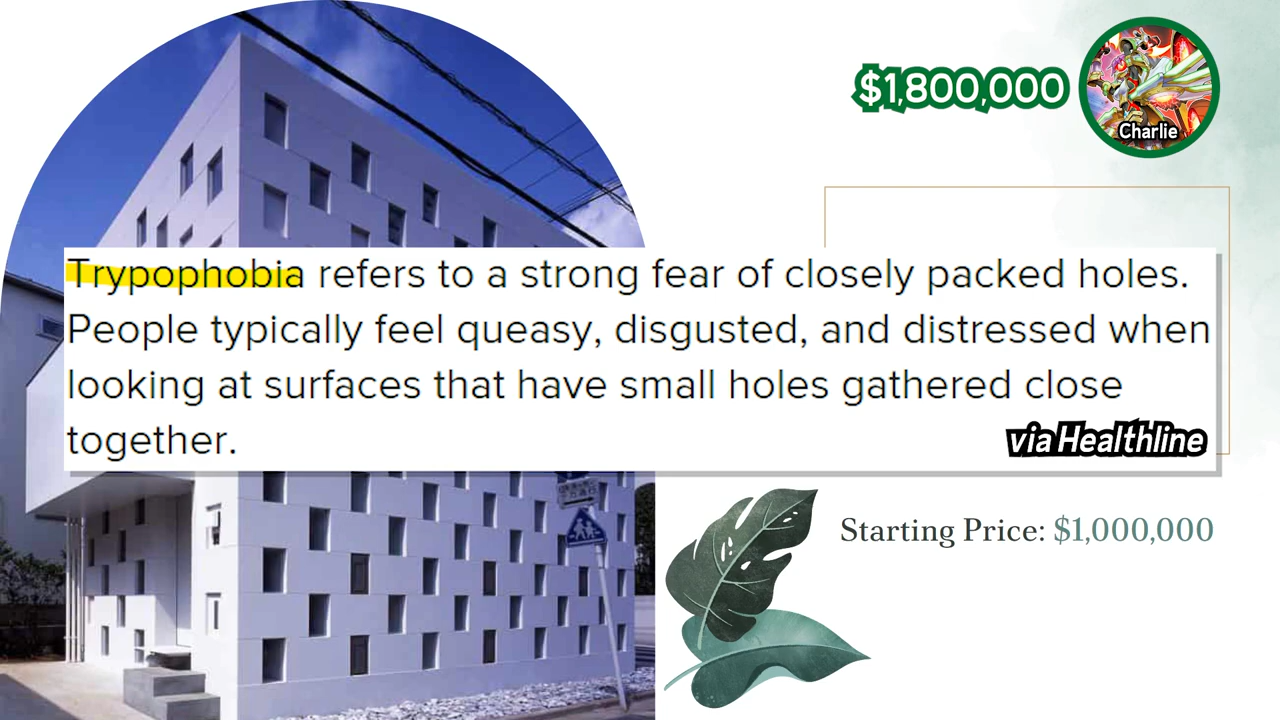 $1,800,000
Charlie
Trypophobia refers to a strong fear of closely packed holes.
People typically feel queasy, disgusted, and distressed when
looking at surfaces that have small holes gathered close
together.
via Healthline
Starting Price: $1,000,000